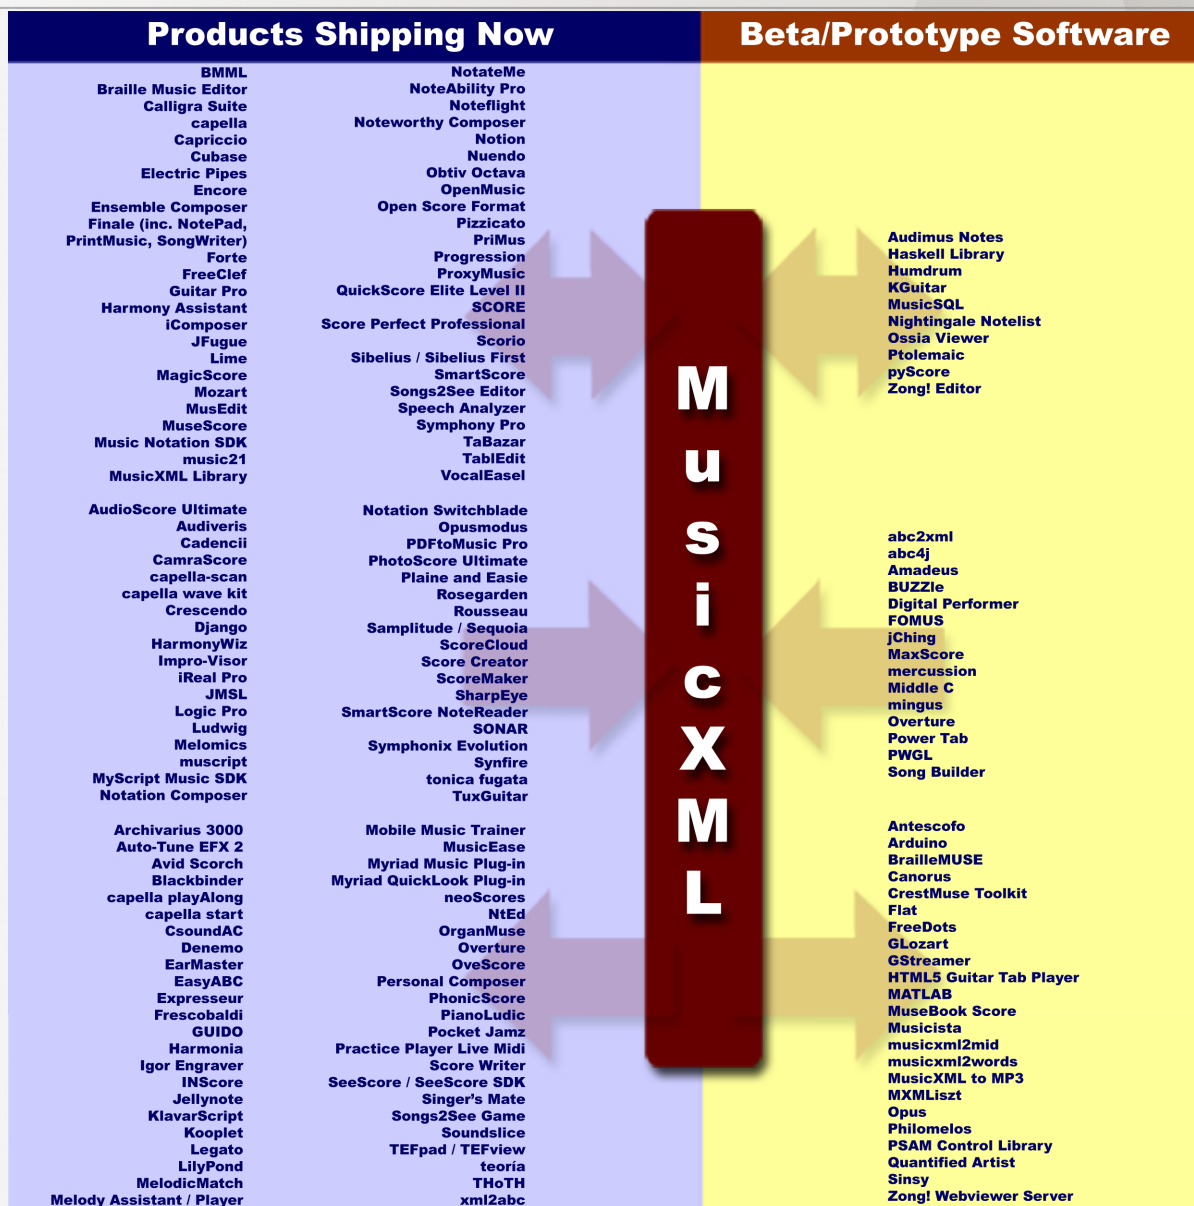 Products Shipping Now
Beta/Prototype Software
BMML
Braille Music Editor
Calligra Suite
capella
Capriccio
Cubase
Electric Pipes
Encore
Ensemble Composer
Finale (inc. NotePad,
PrintMusic, SongWriter)
Forte
FreeClef
Guitar Pro
Harmony Assistant
iComposer
JFugue
Lime
MagicScore
Mozart
MusEdit
MuseScore
Music Notation SDK
music21
MusicXML Library
NotateMe
NoteAbility Pro
Noteflight
Noteworthy Composer
Notion
Nuendo
Obtiv Octava
OpenMusic
Open Score Format
Pizzicato
PriMus
Progression
ProxyMusic
QuickScore Elite Level II
SCORE
Score Perfect Professional
Scorio
Sibelius / Sibelius First
SmartScore
Songs2See Editor
Speech Analyzer
Symphony Pro
TaBazar
TablEdit
VocalEasel
AudioScore Ultimate
Audiveris
Cadencii
CamraScore
capella-scan
capella wave kit
Crescendo
Django
HarmonyWiz
Impro-Visor
iReal Pro
JMSL
Logic Pro
Ludwig
Melomics
muscript
MyScript Music SDK
Notation Composer
Notation Switchblade
Opusmodus
PDFtoMusic Pro
PhotoScore Ultimate
Plaine and Easie
Rosegarden
Rousseau
Samplitude / Sequoia
ScoreCloud
Score Creator
ScoreMaker
SharpEye
SmartScore NoteReader
SONAR
Symphonix Evolution
Synfire
tonica fugata
TuxGuitar
Archivarius 3000
Auto-Tune EFX 2
Avid Scorch
Blackbinder
capella playAlong
capella start
CsoundAC
Denemo
EarMaster
EasyABC
Expresseur
Frescobaldi
GUIDO
Harmonia
Igor Engraver
INScore
Jellynote
KlavarScript
Kooplet
Legato
LilyPond
MelodicMatch
Melody Assistant / Player
Mobile Music Trainer
MusicEase
Myriad Music Plug-in
Myriad QuickLook Plug-in
neoScores
NtEd
OrganMuse
Overture
OveScore
Personal Composer
PhonicScore
PianoLudic
Pocket Jamz
Practice Player Live Midi
Score Writer
SeeScore / SeeScore SDK
Singer's Mate
Songs2See Game
Soundslice
TEFpad / TEFview
teoría
THoTH
xml2abc
MusicXML
Audimus Notes
Haskell Library
Humdrum
KGuitar
MusicSQL
Nightingale Notelist
Ossia Viewer
Ptolemaic
pyScore
Zong! Editor
abc2xml
abc4j
Amadeus
BUZZle
Digital Performer
FOMUS
jChing
MaxScore
mercussion
Middle C
mingus
Overture
Power Tab
PWGL
Song Builder
Antescofo
Arduino
BrailleMUSE
Canorus
CrestMuse Toolkit
Flat
FreeDots
GLozart
GStreamer
HTML5 Guitar Tab Player
MATLAB
MuseBook Score
Musicista
musicxml2mid
musicxml2words
MusicXML to MP3
MXMLiszt
Opus
Philomelos
PSAM Control Library
Quantified Artist
Sinsy
Zong! Webviewer Server